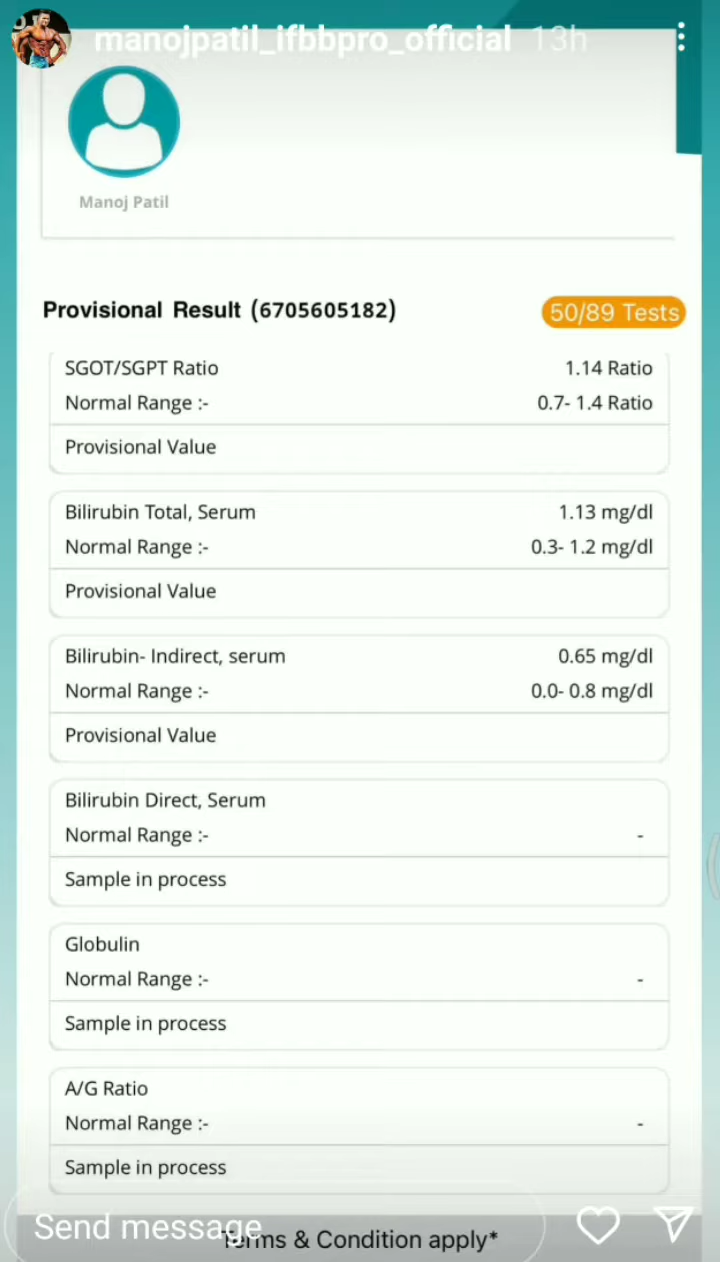 manojpatil_ifbbpro_official 13h
Manoj Patil
Provisional Result (6705605182) 50/89 Tests
SGOT/SGPT Ratio 1.14 Ratio
Normal Range :- 0.7- 1.4 Ratio
Provisional Value
Bilirubin Total, Serum 1.13 mg/dl
Normal Range :- 0.3- 1.2 mg/dl
Provisional Value
Bilirubin- Indirect, serum 0.65 mg/dl
Normal Range :- 0.0- 0.8 mg/dl
Provisional Value
Bilirubin Direct, Serum
Normal Range :- -
Sample in process
Globulin
Normal Range :- -
Sample in process
A/G Ratio
Normal Range :- -
Sample in process
Send message
Terms & Condition apply*